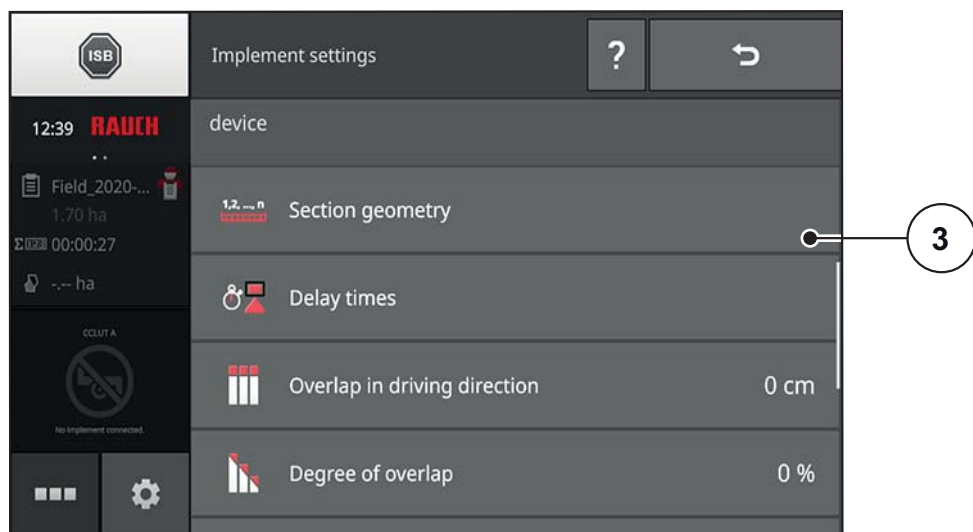 ISB
Implement settings
?
12:39 RAUCH
device
Field_2020-...
1.70 ha
1,2, ..., n
Section geometry
3
Σ 123 00:00:27
-.-- ha
Delay times
CCLUT A
Overlap in driving direction 0 cm
No implement connected.
Degree of overlap 0 %